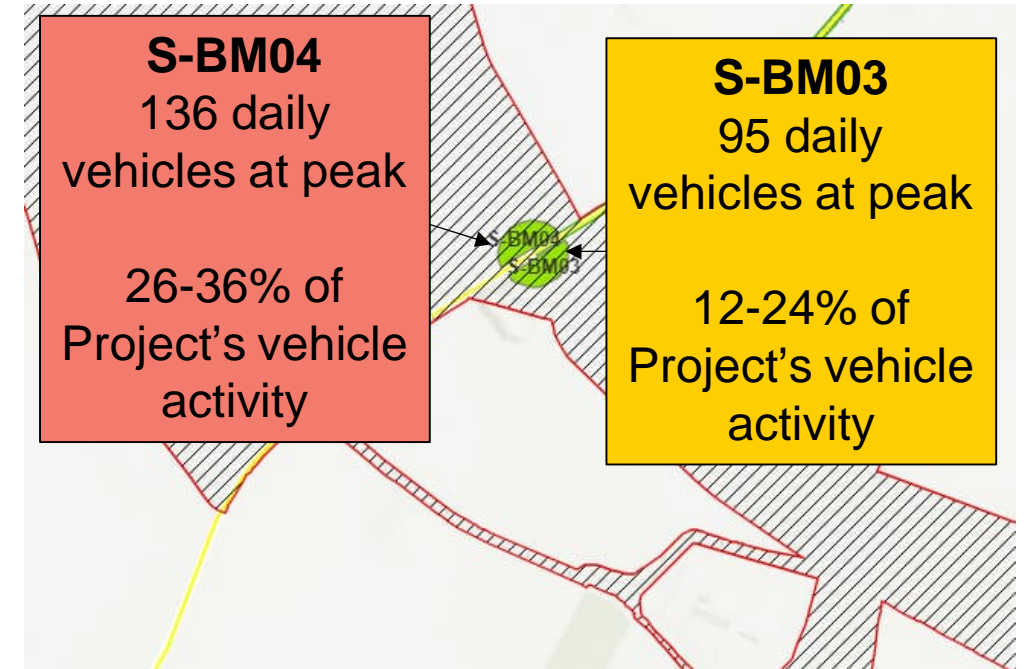 S-BM04
136 daily
vehicles at peak
26-36% of
Project's vehicle
activity
S-BM03
95 daily
vehicles at peak
12-24% of
Project's vehicle
activity
S-BM04
S-BM03